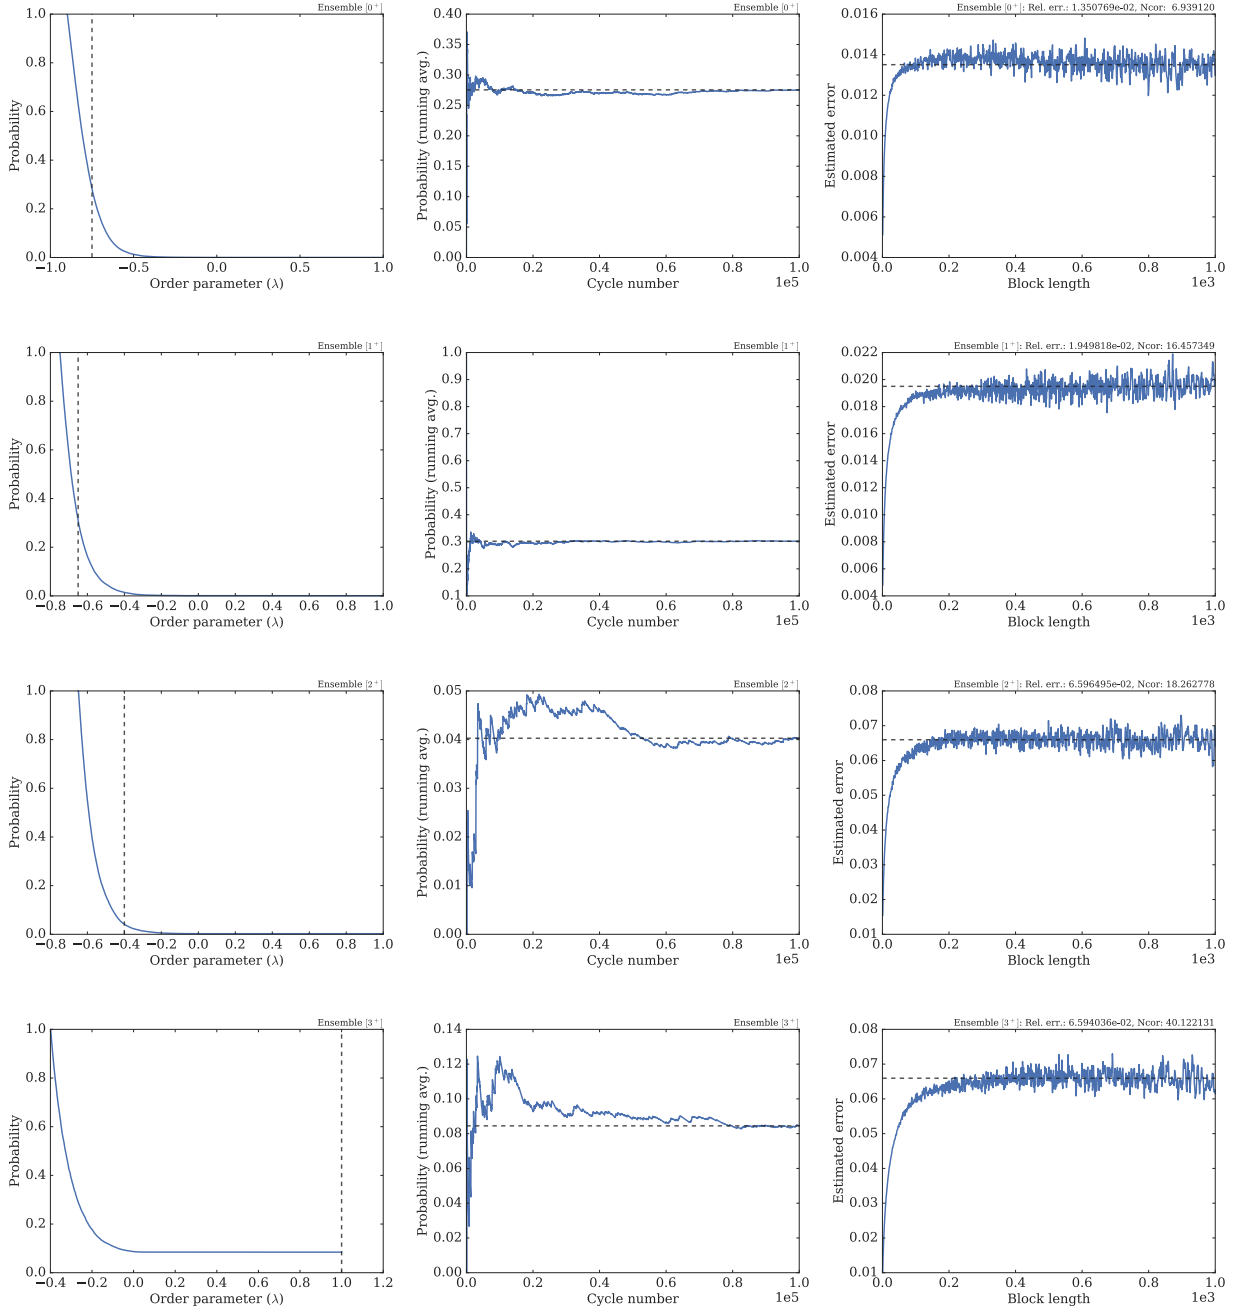 Ensemble [0⁺]
Probability
1.0
0.8
0.6
0.4
0.2
0.0
−1.0 −0.5 0.0 0.5 1.0
Order parameter (λ)
Ensemble [0⁺]
Probability (running avg.)
0.40
0.35
0.30
0.25
0.20
0.15
0.10
0.05
0.00
0.0 0.2 0.4 0.6 0.8 1.0
1e5
Cycle number
Ensemble [0⁺]: Rel. err.: 1.350769e-02, Ncor: 6.939120
Estimated error
0.016
0.014
0.012
0.010
0.008
0.006
0.004
0.0 0.2 0.4 0.6 0.8 1.0
1e3
Block length
Ensemble [1⁺]
Probability
1.0
0.8
0.6
0.4
0.2
0.0
−0.8 −0.6 −0.4 −0.2 0.0 0.2 0.4 0.6 0.8 1.0
Order parameter (λ)
Ensemble [1⁺]
Probability (running avg.)
1.0
0.9
0.8
0.7
0.6
0.5
0.4
0.3
0.2
0.1
0.0 0.2 0.4 0.6 0.8 1.0
1e5
Cycle number
Ensemble [1⁺]: Rel. err.: 1.949818e-02, Ncor: 16.457349
Estimated error
0.022
0.020
0.018
0.016
0.014
0.012
0.010
0.008
0.006
0.004
0.0 0.2 0.4 0.6 0.8 1.0
1e3
Block length
Ensemble [2⁺]
Probability
1.0
0.8
0.6
0.4
0.2
0.0
−0.8 −0.6 −0.4 −0.2 0.0 0.2 0.4 0.6 0.8 1.0
Order parameter (λ)
Ensemble [2⁺]
Probability (running avg.)
0.05
0.04
0.03
0.02
0.01
0.00
0.0 0.2 0.4 0.6 0.8 1.0
1e5
Cycle number
Ensemble [2⁺]: Rel. err.: 6.596495e-02, Ncor: 18.262778
Estimated error
0.08
0.07
0.06
0.05
0.04
0.03
0.02
0.01
0.0 0.2 0.4 0.6 0.8 1.0
1e3
Block length
Ensemble [3⁺]
Probability
1.0
0.8
0.6
0.4
0.2
0.0
−0.4 −0.2 0.0 0.2 0.4 0.6 0.8 1.0 1.2
Order parameter (λ)
Ensemble [3⁺]
Probability (running avg.)
0.14
0.12
0.10
0.08
0.06
0.04
0.02
0.00
0.0 0.2 0.4 0.6 0.8 1.0
1e5
Cycle number
Ensemble [3⁺]: Rel. err.: 6.594036e-02, Ncor: 40.122131
Estimated error
0.08
0.07
0.06
0.05
0.04
0.03
0.02
0.01
0.0 0.2 0.4 0.6 0.8 1.0
1e3
Block length